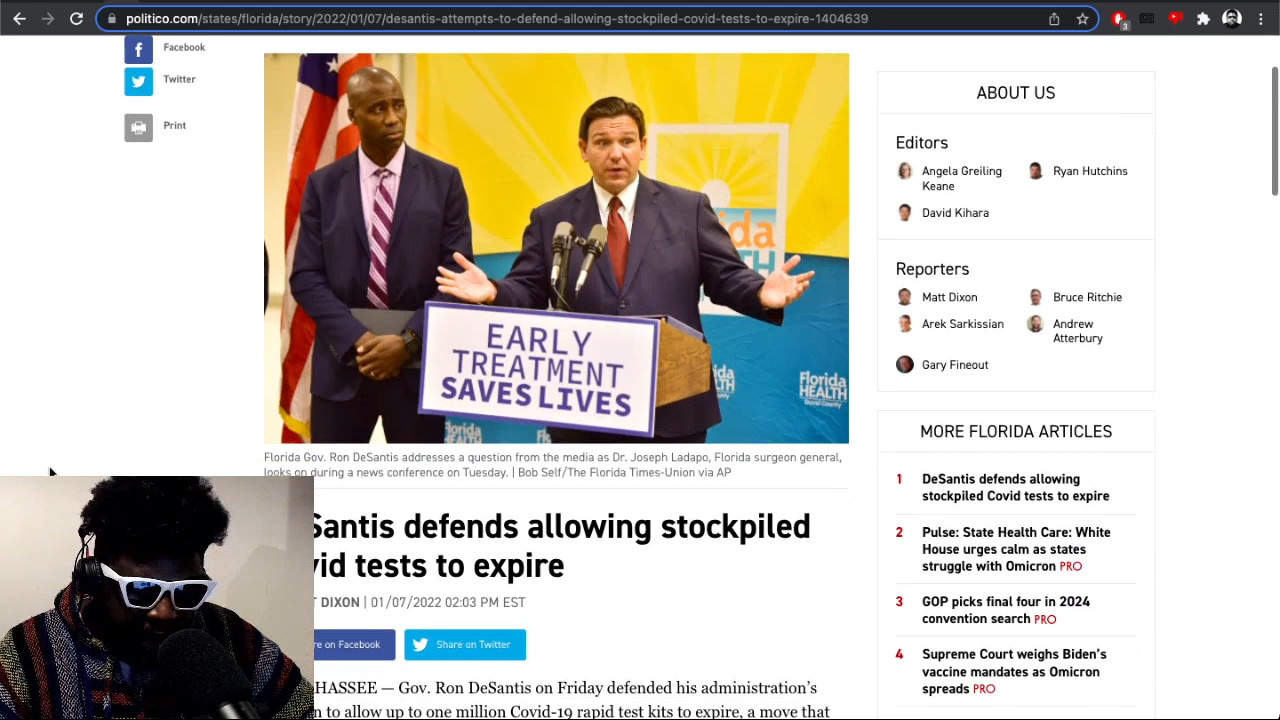 politico.com/states/florida/story/2022/01/07/desantis-attempts-to-defend-allowing-stockpiled-covid-tests-to-expire-1404639
3
Facebook
Twitter
Print
da
HEALTH
EARLY
TREATMENT
SAVES LIVES
Florida
HEALTH
Duval County
Florida Gov. Ron DeSantis addresses a question from the media as Dr. Joseph Ladapo, Florida surgeon general,
looks on during a news conference on Tuesday. | Bob Self/The Florida Times-Union via AP
Santis defends allowing stockpiled
vid tests to expire
T DIXON | 01/07/2022 02:03 PM EST
re on Facebook
Share on Twitter
HASSEE — Gov. Ron DeSantis on Friday defended his administration’s
n to allow up to one million Covid-19 rapid test kits to expire, a move that
ABOUT US
Editors
Angela Greiling
Keane
Ryan Hutchins
David Kihara
Reporters
Matt Dixon
Bruce Ritchie
Arek Sarkissian
Andrew
Atterbury
Gary Fineout
MORE FLORIDA ARTICLES
1 DeSantis defends allowing
stockpiled Covid tests to expire
2 Pulse: State Health Care: White
House urges calm as states
struggle with Omicron PRO
3 GOP picks final four in 2024
convention search PRO
4 Supreme Court weighs Biden’s
vaccine mandates as Omicron
spreads PRO